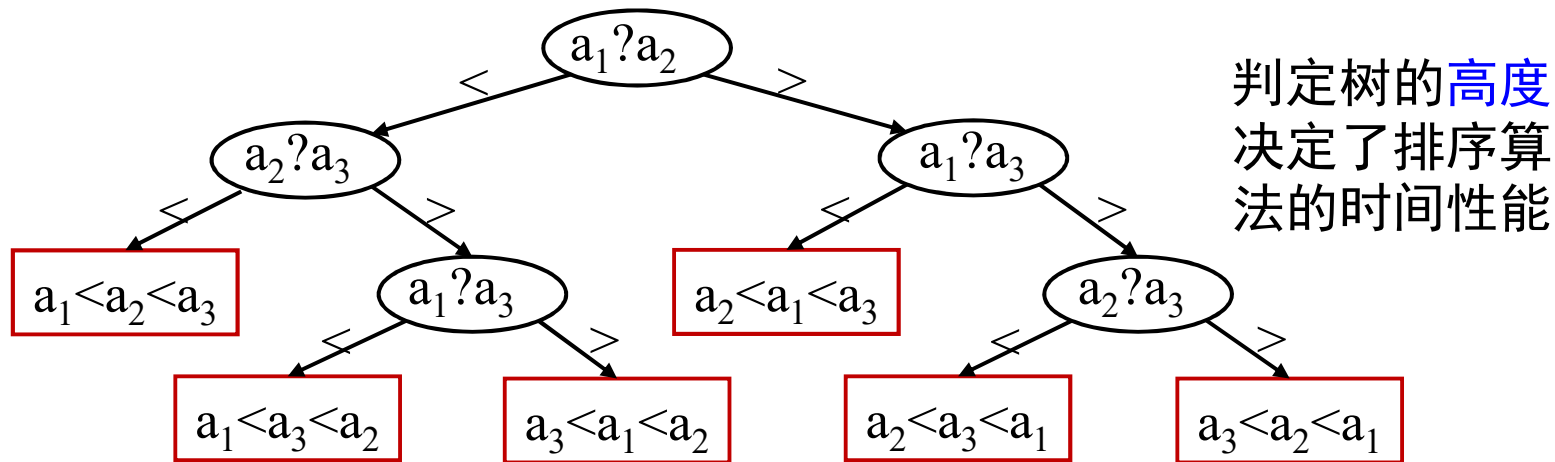 a₁?a₂
<
>
判定树的高度
决定了排序算
法的时间性能
a₂?a₃
a₁?a₃
<
>
<
>
a₁<a₂<a₃
a₁?a₃
a₂<a₁<a₃
a₂?a₃
<
>
<
>
a₁<a₃<a₂
a₃<a₁<a₂
a₂<a₃<a₁
a₃<a₂<a₁